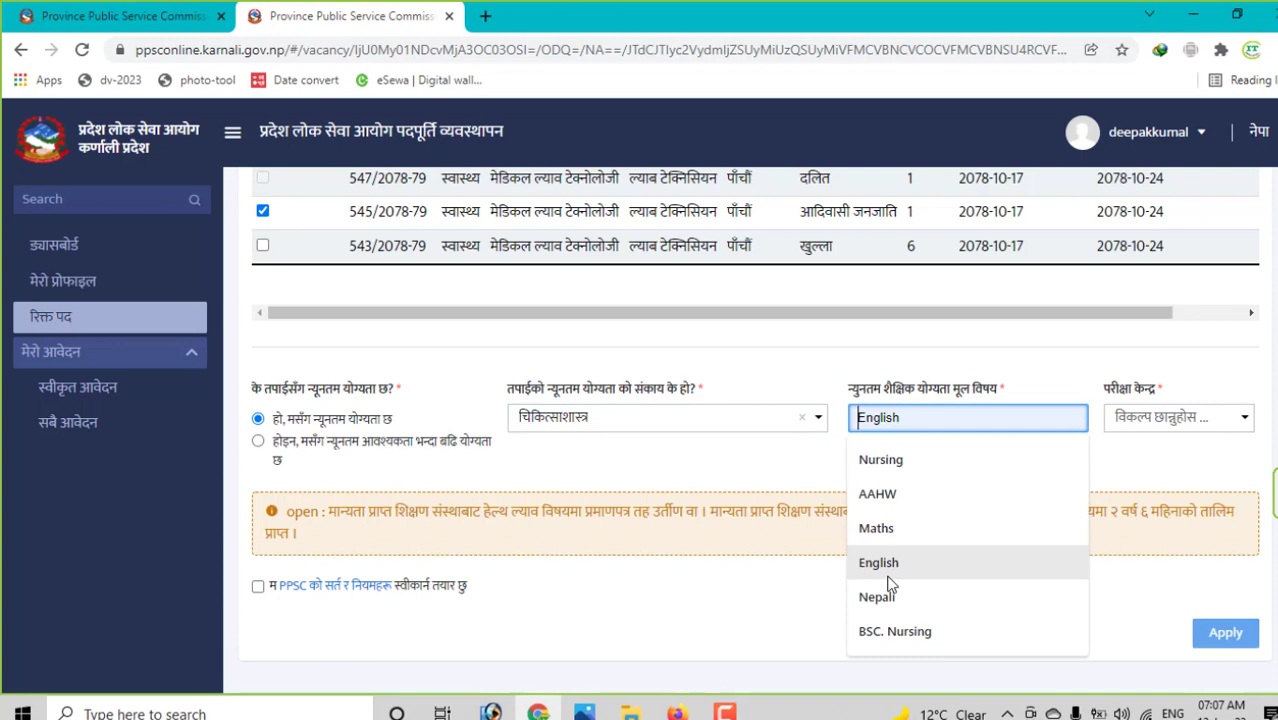 Province Public Service Commiss
Province Public Service Commiss
ppsconline.karnali.gov.np/#/vacancy/IjU0My01NDcvMjA3OC03OSI=/ODQ=/NA==/JTdCJTIyc2VydmljZSUyMiUzQSUyMiVFMCVBNCVCOCVFMCVBNSU4RCVF...
Apps
dv-2023
photo-tool
Date convert
eSewa | Digital wall...
Reading l
प्रदेश लोक सेवा आयोग
कर्णाली प्रदेश
प्रदेश लोक सेवा आयोग पदपूर्ति व्यवस्थापन
deepakkumal
नेपा
Search
ड्यासबोर्ड
मेरो प्रोफाइल
रिक्त पद
मेरो आवेदन
स्वीकृत आवेदन
सबै आवेदन
547/2078-79 स्वास्थ्य मेडिकल ल्याव टेक्नोलोजी ल्याब टेक्निसियन पाँचौं दलित 1 2078-10-17 2078-10-24
545/2078-79 स्वास्थ्य मेडिकल ल्याव टेक्नोलोजी ल्याब टेक्निसियन पाँचौं आदिवासी जनजाति 1 2078-10-17 2078-10-24
543/2078-79 स्वास्थ्य मेडिकल ल्याव टेक्नोलोजी ल्याब टेक्निसियन पाँचौं खुल्ला 6 2078-10-17 2078-10-24
के तपाईसँग न्यूनतम योग्यता छ? *
हो, मसँग न्यूनतम योग्यता छ
होइन, मसँग न्यूनतम आवश्यकता भन्दा बढि योग्यता
छ
तपाईको न्यूनतम योग्यता को संकाय के हो? *
चिकित्साशास्त्र
न्युनतम शैक्षिक योग्यता मूल विषय *
English
Nursing
AAHW
Maths
English
Nepali
BSC. Nursing
परीक्षा केन्द्र *
विकल्प छान्नुहोस ...
open : मान्यता प्राप्त शिक्षण संस्थाबाट हेल्थ ल्याव विषयमा प्रमाणपत्र तह उर्तीण वा । मान्यता प्राप्त शिक्षण संस्थाब यमा २ वर्ष ६ महिनाको तालिम
प्राप्त ।
म PPSC को सर्त र नियमहरू स्वीकार्न तयार छु
Apply
Type here to search
12°C Clear
ENG
07:07 AM